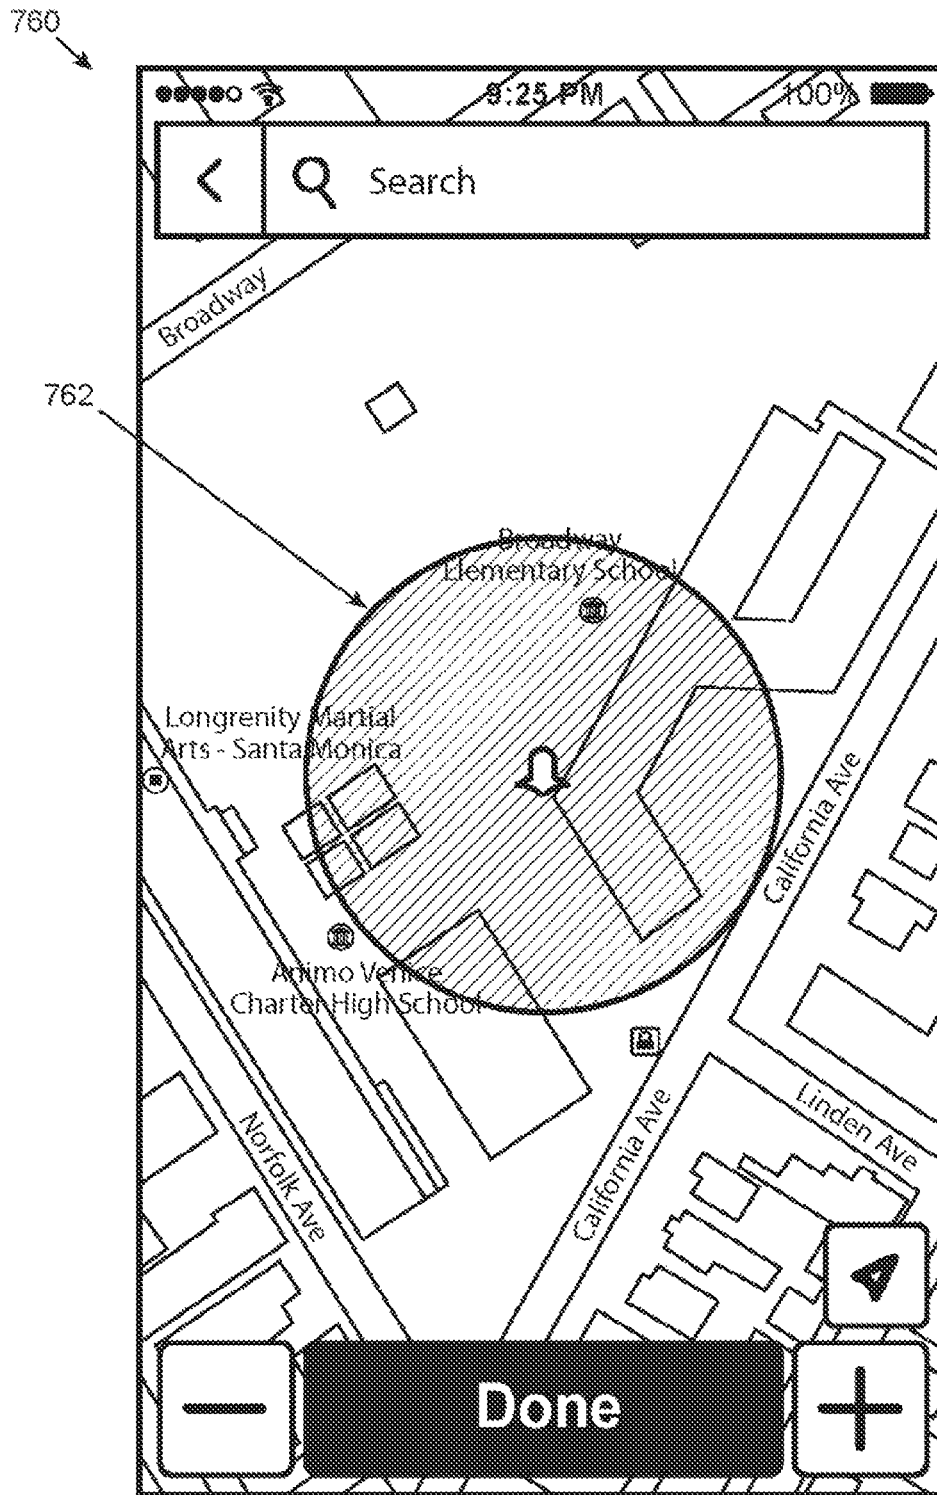 760
9:25 PM
100%
Search
Broadway
762
Broadway
Elementary School
Longrenity Martial
Arts - Santa Monica
California Ave
Animo Venice
Charter High School
Linden Ave
Norfolk Ave
California Ave
Done